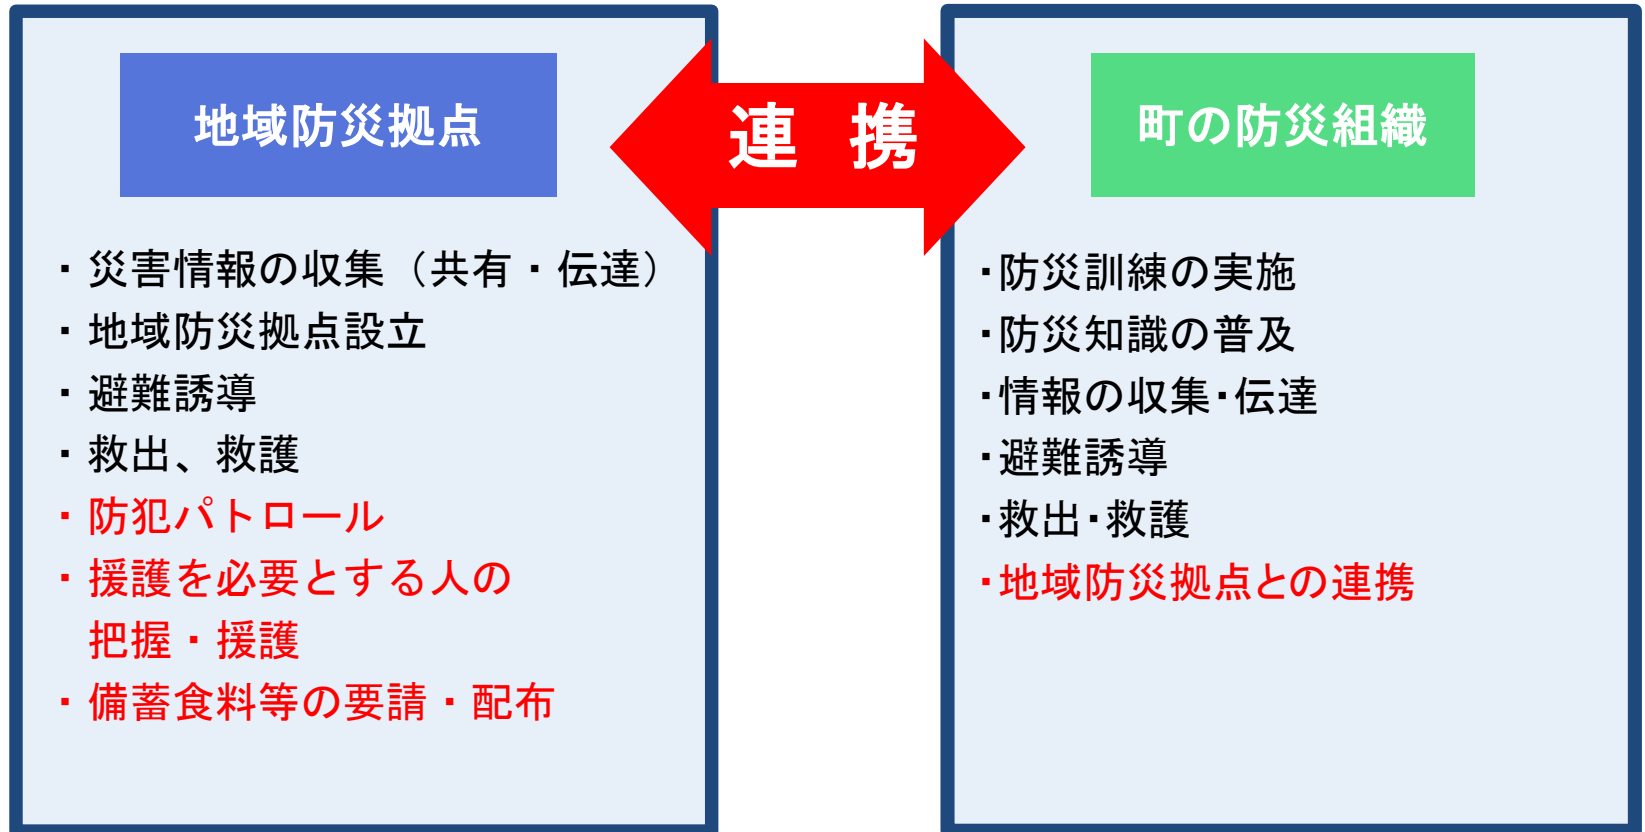 地域防災拠点
・災害情報の収集（共有・伝達）
・地域防災拠点設立
・避難誘導
・救出、救護
・防犯パトロール
・援護を必要とする人の
把握・援護
・備蓄食料等の要請・配布
連　携
町の防災組織
・防災訓練の実施
・防災知識の普及
・情報の収集・伝達
・避難誘導
・救出・救護
・地域防災拠点との連携